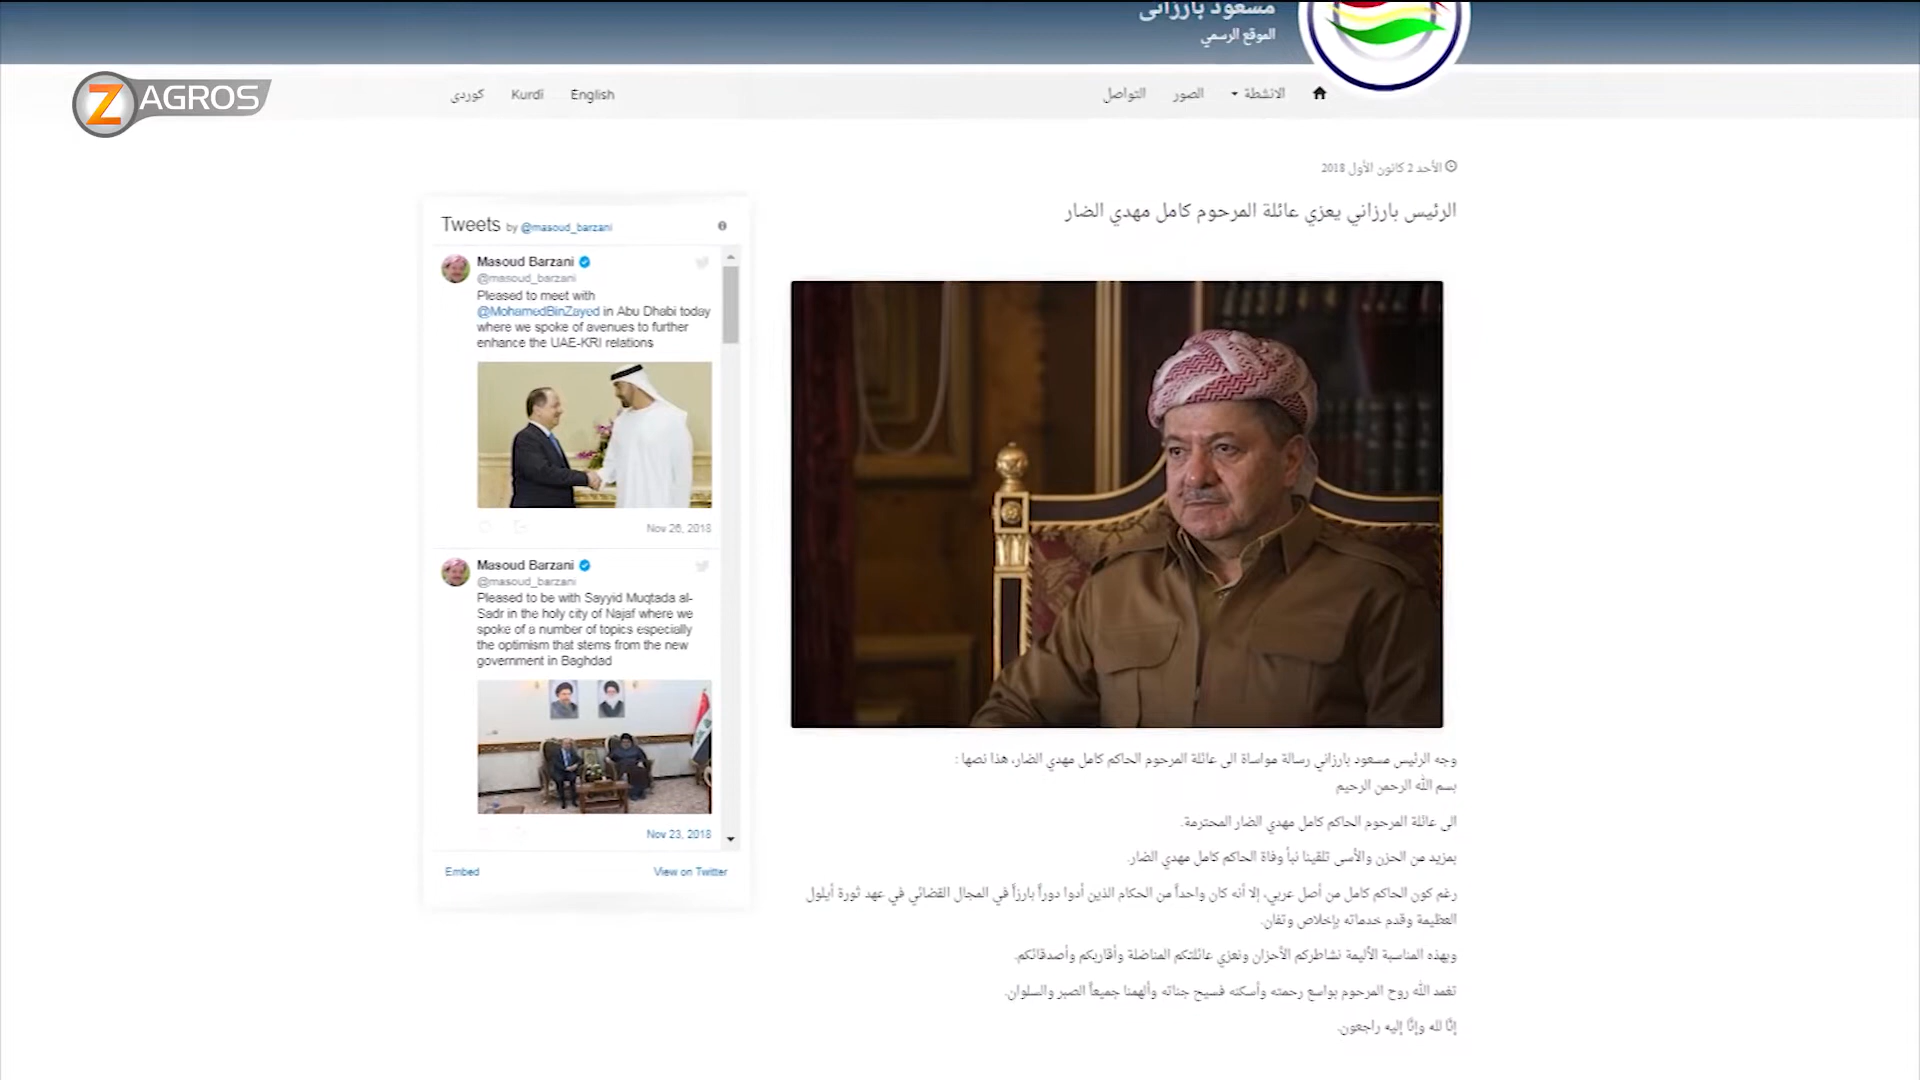 مسعود بارزانی
الموقع الرسمي
ZAGROS
الانشطة
الصور
التواصل
English
Kurdi
كوردی
الأحد 2 كانون الأول 2018
الرئيس بارزاني يعزي عائلة المرحوم كامل مهدي الضار
وجه الرئيس مسعود بارزاني رسالة مواساة الى عائلة المرحوم الحاكم كامل مهدي الضار، هذا نصها :
بسم الله الرحمن الرحيم
الى عائلة المرحوم الحاكم كامل مهدي الضار المحترمة.
بمزيد من الحزن والأسى تلقينا نبأ وفاة الحاكم كامل مهدي الضار.
رغم كون الحاكم كامل من أصل عربي، إلا أنه كان واحداً من الحكام الذين أدوا دوراً بارزاً في المجال القضائي في عهد ثورة أيلول
العظيمة وقدم خدماته بإخلاص وتفان.
وبهذه المناسبة الأليمة نشاطركم الأحزان ونعزي عائلتكم المناضلة وأقاربكم وأصدقائكم.
تغمد الله روح المرحوم بواسع رحمته وأسكنه فسيح جناته وألهمنا جميعاً الصبر والسلوان.
إنَّا لله وإنَّا إليه راجعون.
Tweets by @masoud_barzani
Masoud Barzani
@masoud_barzani
Pleased to meet with
@MohamedBinZayed in Abu Dhabi today
where we spoke of avenues to further
enhance the UAE-KRI relations
Nov 26, 2018
Masoud Barzani
@masoud_barzani
Pleased to be with Sayyid Muqtada al-
Sadr in the holy city of Najaf where we
spoke of a number of topics especially
the optimism that stems from the new
government in Baghdad
Nov 23, 2018
Embed
View on Twitter